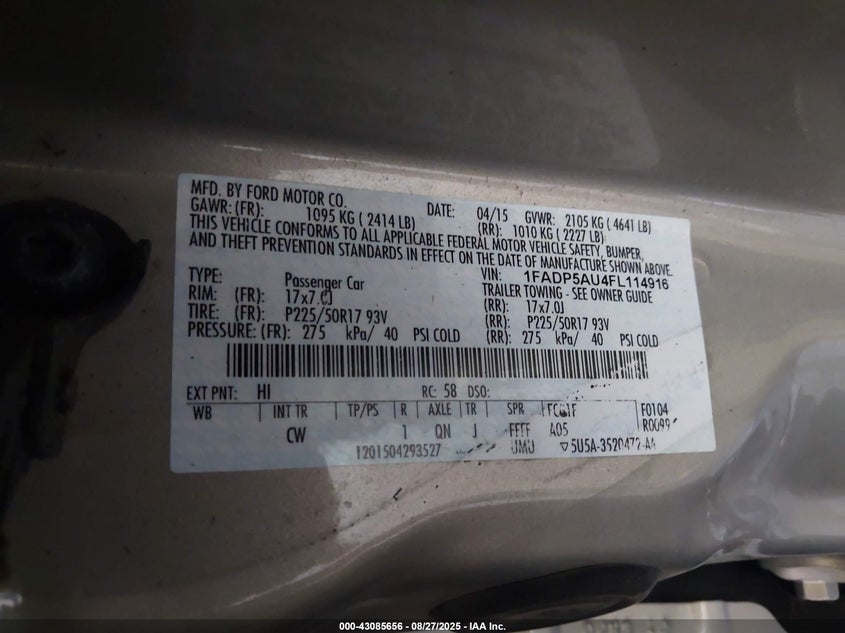 MFD. BY FORD MOTOR CO. DATE: 04/15 GVWR: 2105 KG ( 4641 LB)
GAWR: (FR): 1095 KG ( 2414 LB) (RR): 1010 KG ( 2227 LB)
THIS VEHICLE CONFORMS TO ALL APPLICABLE FEDERAL MOTOR VEHICLE SAFETY, BUMPER,
AND THEFT PREVENTION STANDARDS IN EFFECT ON THE DATE OF MANUFACTURE SHOWN ABOVE.
VIN: 1FADP5AU4FL114916
TYPE: Passenger Car TRAILER TOWING - SEE OWNER GUIDE
RIM: (FR): 17x7.0J (RR): 17x7.0J
TIRE: (FR): P225/50R17 93V (RR): P225/50R17 93V
PRESSURE: (FR): 275 kPa/ 40 PSI COLD (RR): 275 kPa/ 40 PSI COLD
EXT PNT: HI RC: 58 DSO:
WB INT TR TP/PS R AXLE TR SPR F0104
CW 1 QN J FFFF A05 R0099
1201504293527 UMU 5U5A-3520472-AA
000-43085656 - 08/27/2025 - IAA Inc.